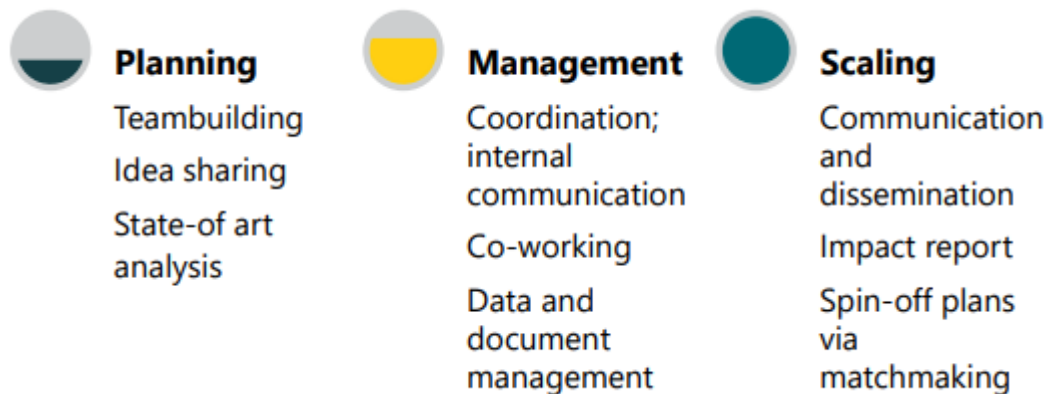 Planning
Teambuilding
Idea sharing
State-of art
analysis
Management
Coordination;
internal
communication
Co-working
Data and
document
management
Scaling
Communication
and
dissemination
Impact report
Spin-off plans
via
matchmaking